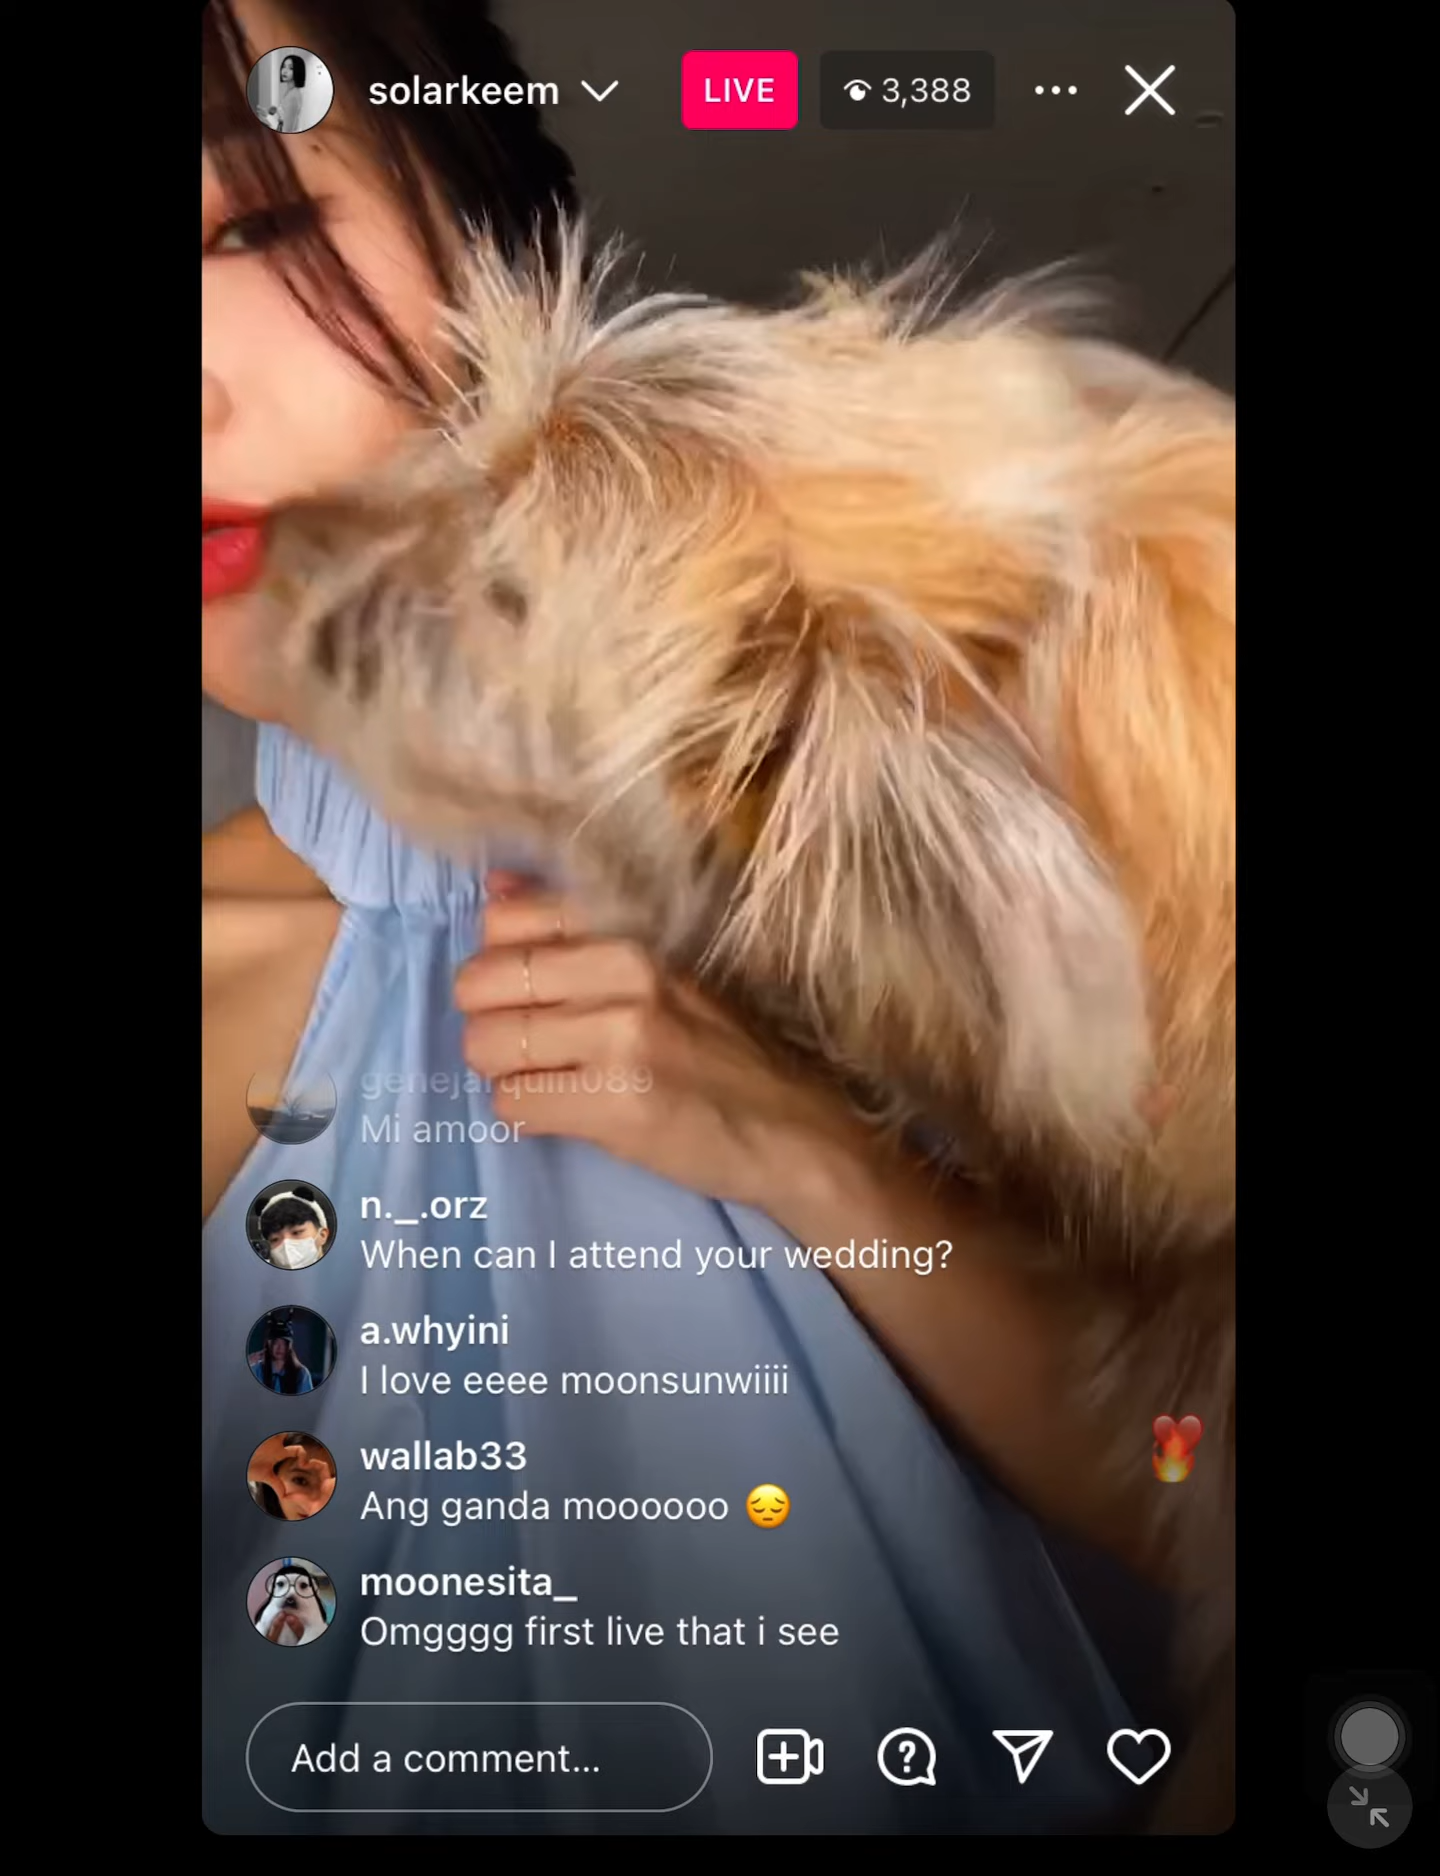 solarkeem
LIVE
3,388
genejarquin089
Mi amoor
n._.orz
When can I attend your wedding?
a.whyini
I love eeee moonsunwiiii
wallab33
Ang ganda moooooo 😔
moonesita_
Omgggg first live that i see
Add a comment...